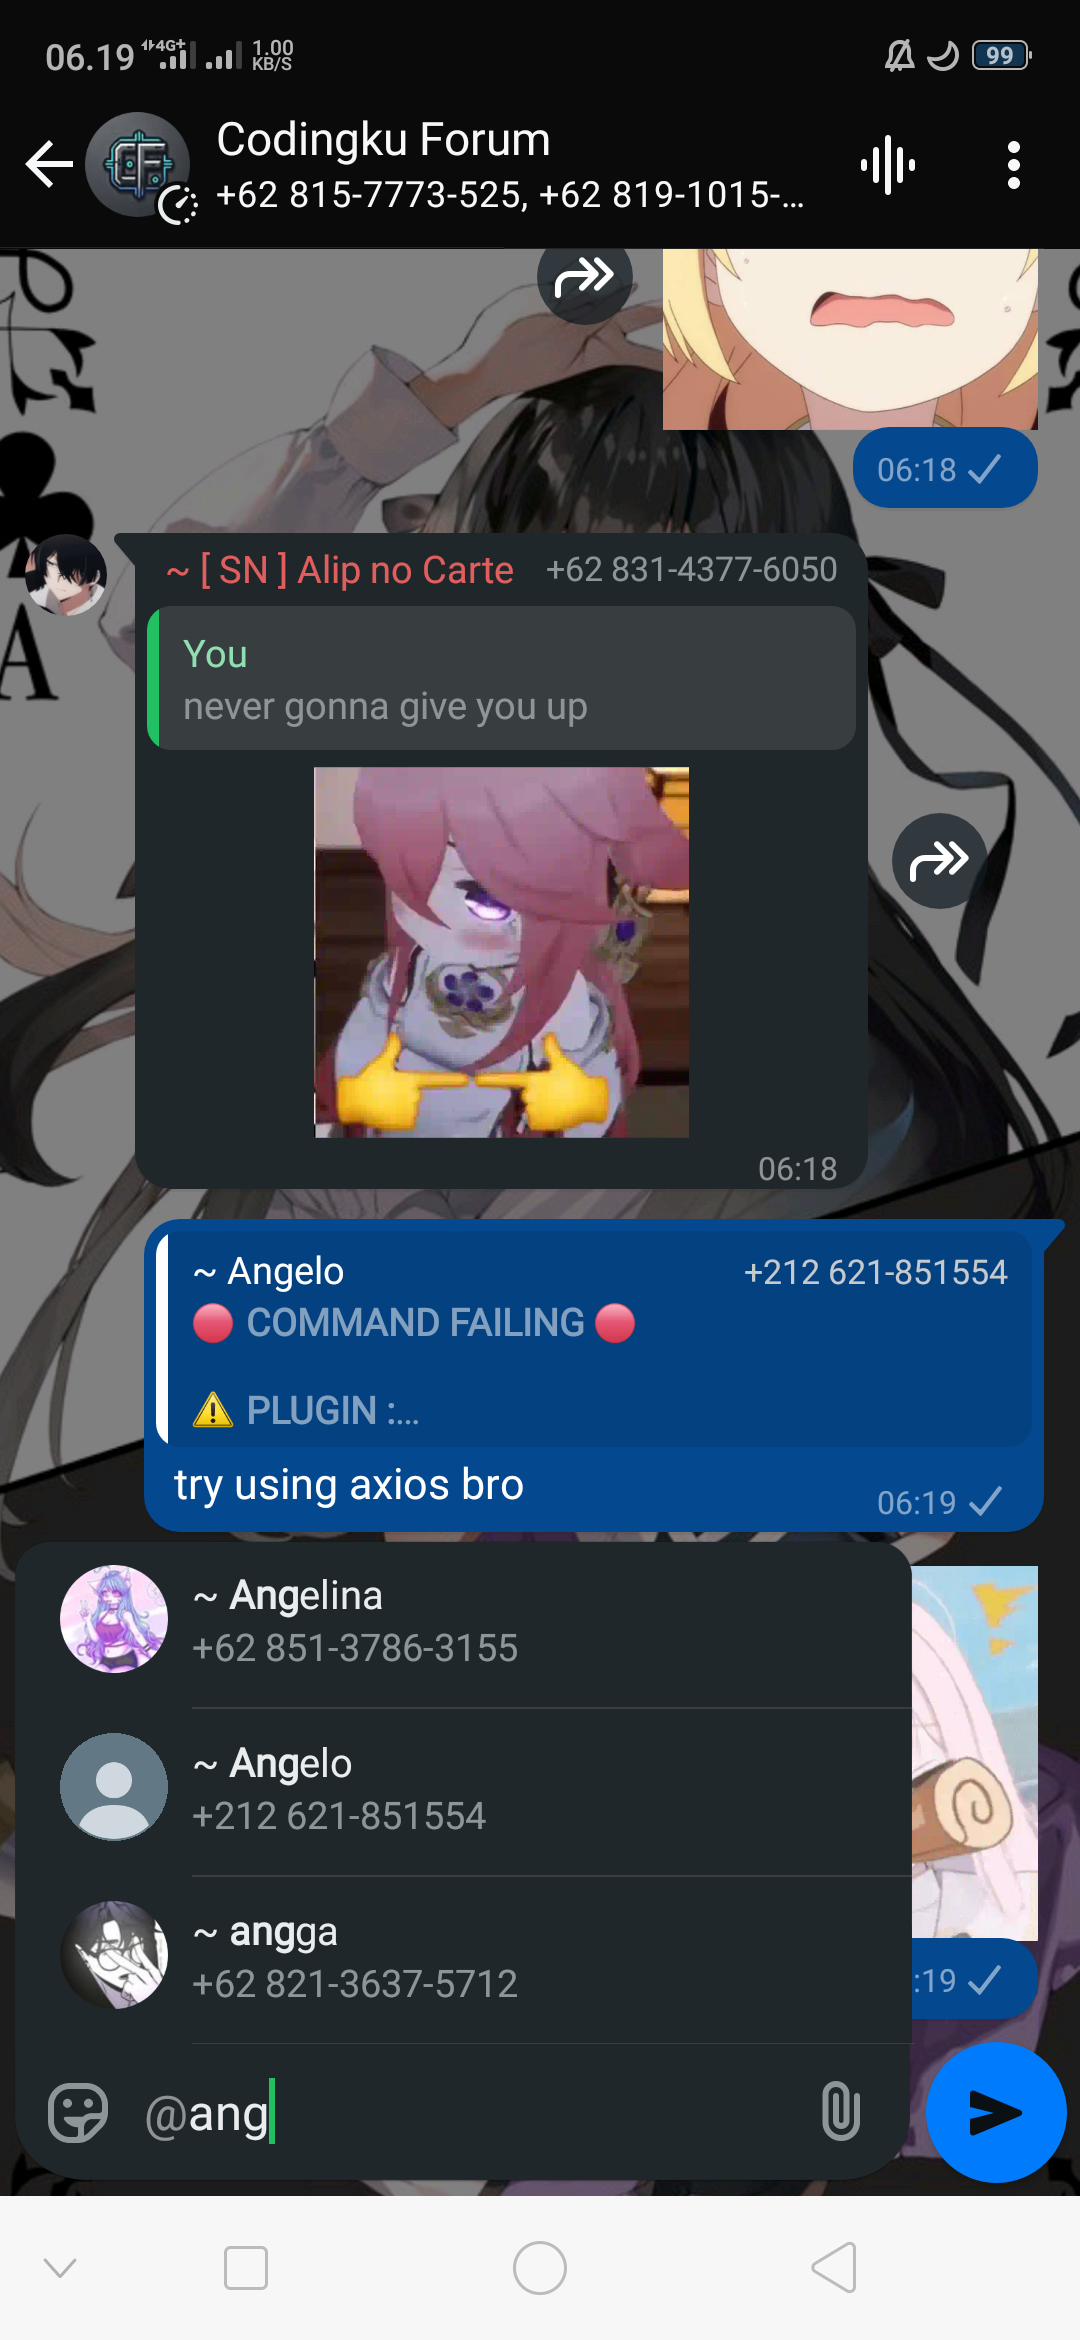 06.19 4G+ 1.00 KB/S 99
Codingku Forum
+62 815-7773-525, +62 819-1015-...
06:18
~ [ SN ] Alip no Carte +62 831-4377-6050
You
never gonna give you up
06:18
~ Angelo +212 621-851554
🔴 COMMAND FAILING 🔴
⚠️ PLUGIN :...
try using axios bro
06:19
~ Angelina
+62 851-3786-3155
~ Angelo
+212 621-851554
~ angga
+62 821-3637-5712
:19
@ang
A